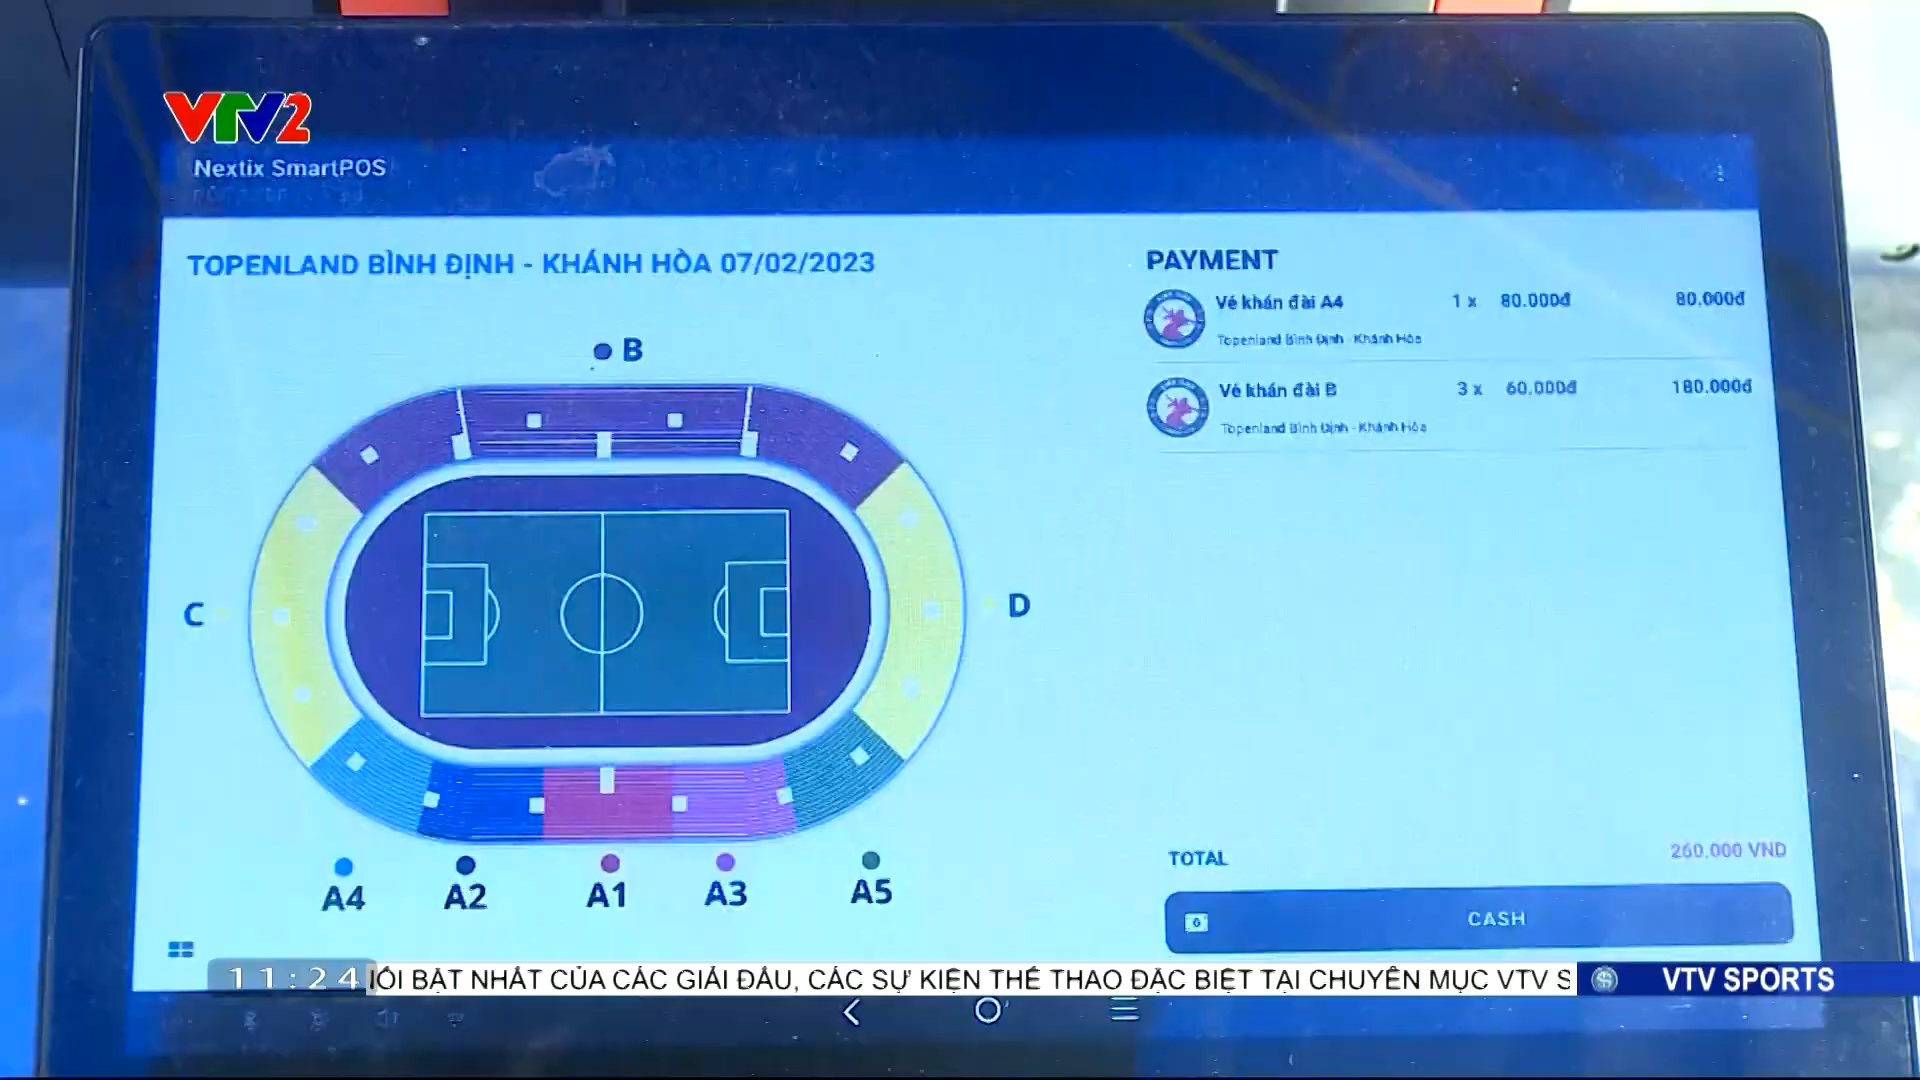 VTV2
Nextix SmartPOS
TOPENLAND BÌNH ĐỊNH - KHÁNH HÒA 07/02/2023
B
C
D
A4
A2
A1
A3
A5
PAYMENT
Vé khán đài A4 1 x 80.000đ 80.000đ
Topenland Bình Định - Khánh Hòa
Vé khán đài B 3 x 60.000đ 180.000đ
Topenland Bình Định - Khánh Hòa
TOTAL 260.000 VND
CASH
11:24
BẬT NHẤT CỦA CÁC GIẢI ĐẤU, CÁC SỰ KIỆN THỂ THAO ĐẶC BIỆT TẠI CHUYÊN MỤC VTV S
VTV SPORTS